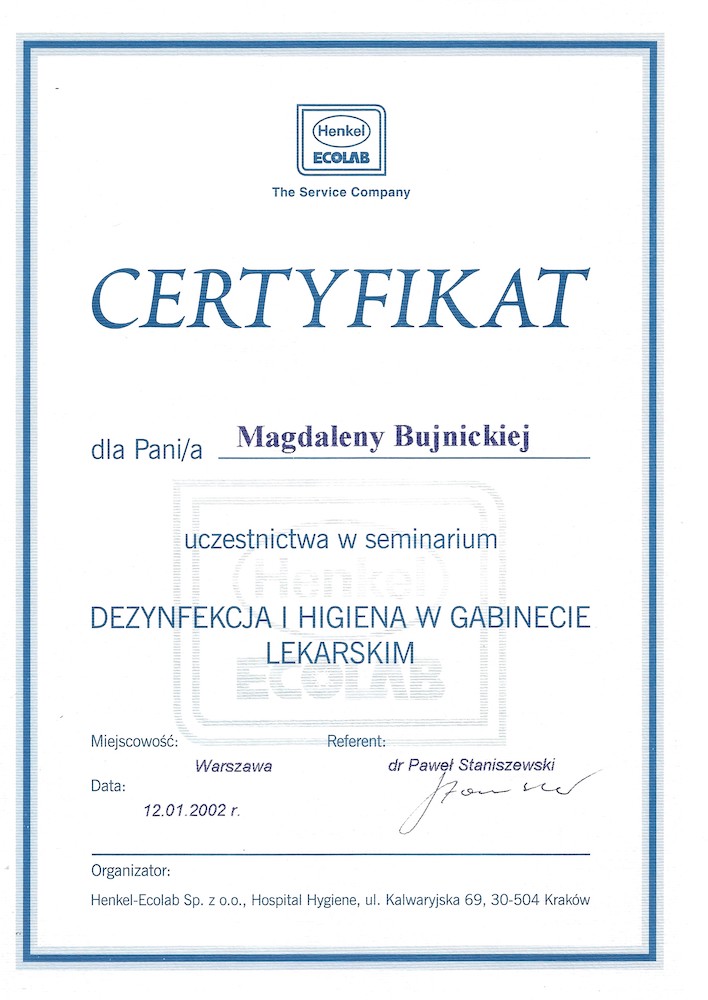 Henkel
ECOLAB
The Service Company
CERTYFIKAT
dla Pani/a Magdaleny Bujnickiej
uczestnictwa w seminarium
Henkel
DEZYNFEKCJA I HIGIENA W GABINECIE
LEKARSKIM
ECOLAB
Miejscowość: Referent:
Warszawa dr Paweł Staniszewski
Data:
12.01.2002 r.
Organizator:
Henkel-Ecolab Sp. z o.o., Hospital Hygiene, ul. Kalwaryjska 69, 30-504 Kraków